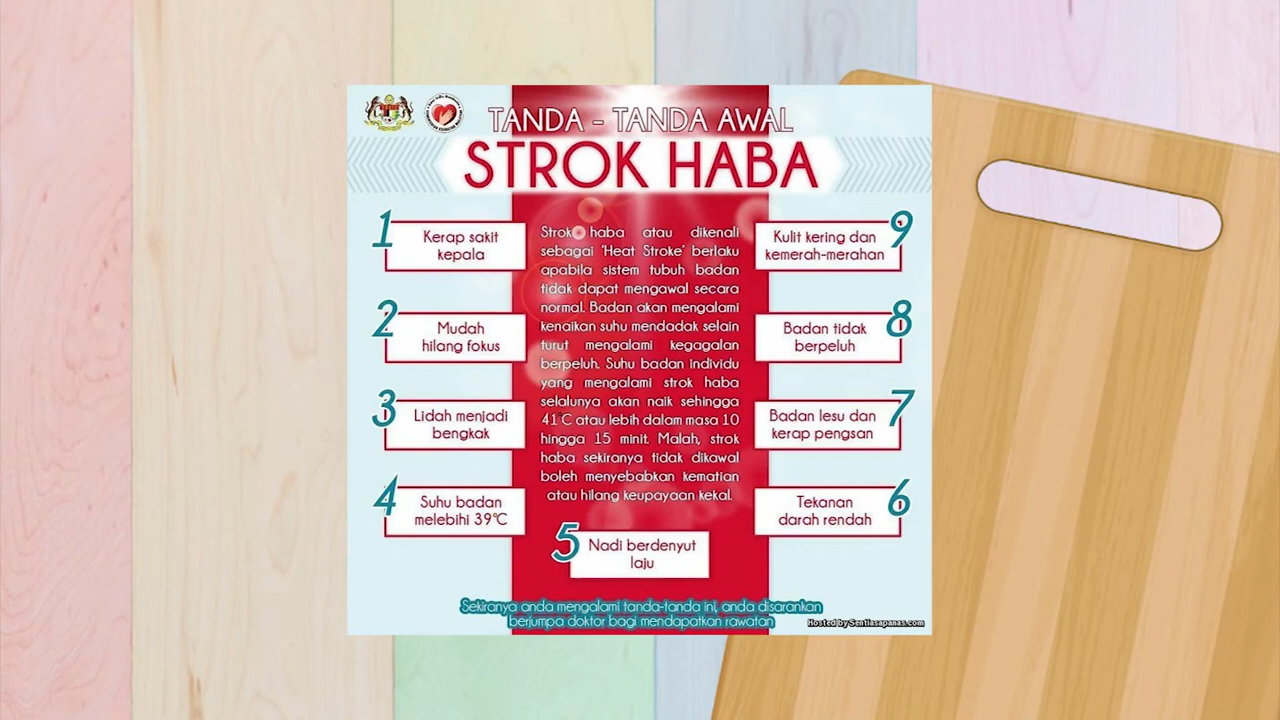 TANDA - TANDA AWAL
STROK HABA
1
Kerap sakit
kepala
2
Mudah
hilang fokus
3
Lidah menjadi
bengkak
4
Suhu badan
melebihi 39°C
Strok haba atau dikenali
sebagai 'Heat Stroke' berlaku
apabila sistem tubuh badan
tidak dapat mengawal secara
normal. Badan akan mengalami
kenaikan suhu mendadak selain
turut mengalami kegagalan
berpeluh. Suhu badan individu
yang mengalami strok haba
selalunya akan naik sehingga
41°C atau lebih dalam masa 10
hingga 15 minit. Malah, strok
haba sekiranya tidak dikawal
boleh menyebabkan kematian
atau hilang keupayaan kekal.
5
Nadi berdenyut
laju
6
Tekanan
darah rendah
7
Badan lesu dan
kerap pengsan
8
Badan tidak
berpeluh
9
Kulit kering dan
kemerah-merahan
Sekiranya anda mengalami tanda-tanda ini, anda disarankan
berjumpa doktor bagi mendapatkan rawatan
Hosted by Sentiasapanas.com